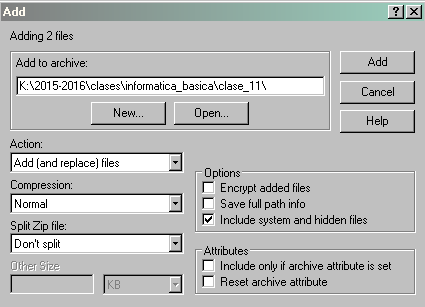 Add
Adding 2 files
Add to archive:
K:\2015-2016\clases\informatica_basica\clase_11\
New...
Open...
Add
Cancel
Help
Action:
Add (and replace) files
Compression:
Normal
Split Zip file:
Don't split
Other Size
KB
Options
Encrypt added files
Save full path info
Include system and hidden files
Attributes
Include only if archive attribute is set
Reset archive attribute